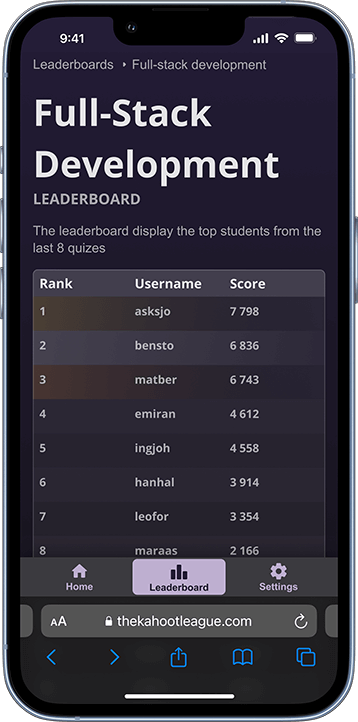 9:41
Leaderboards ‣ Full-stack development
Full-Stack
Development
LEADERBOARD
The leaderboard display the top students from the
last 8 quizes
Rank Username Score
1 asksjo 7 798
2 bensto 6 836
3 matber 6 743
4 emiran 4 612
5 ingjoh 4 558
6 hanhal 3 914
7 leofor 3 354
8 maraas 2 166
Home Leaderboard Settings
AA thekahootleague.com